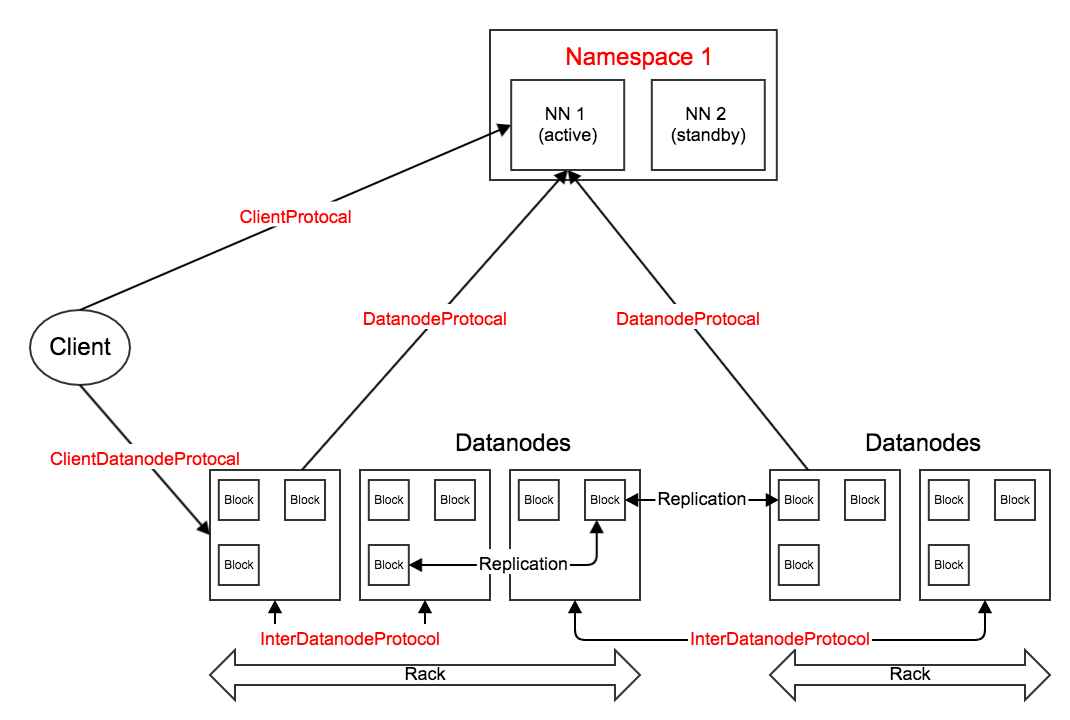 Namespace 1
NN 1
(active)
NN 2
(standby)
ClientProtocal
DatanodeProtocal
DatanodeProtocal
Client
ClientDatanodeProtocal
Datanodes
Datanodes
Block
Block
Block
Block
Block
Block
Replication
Block
Block
Block
Block
Block
Block
Replication
Block
Block
Block
InterDatanodeProtocol
InterDatanodeProtocol
Rack
Rack